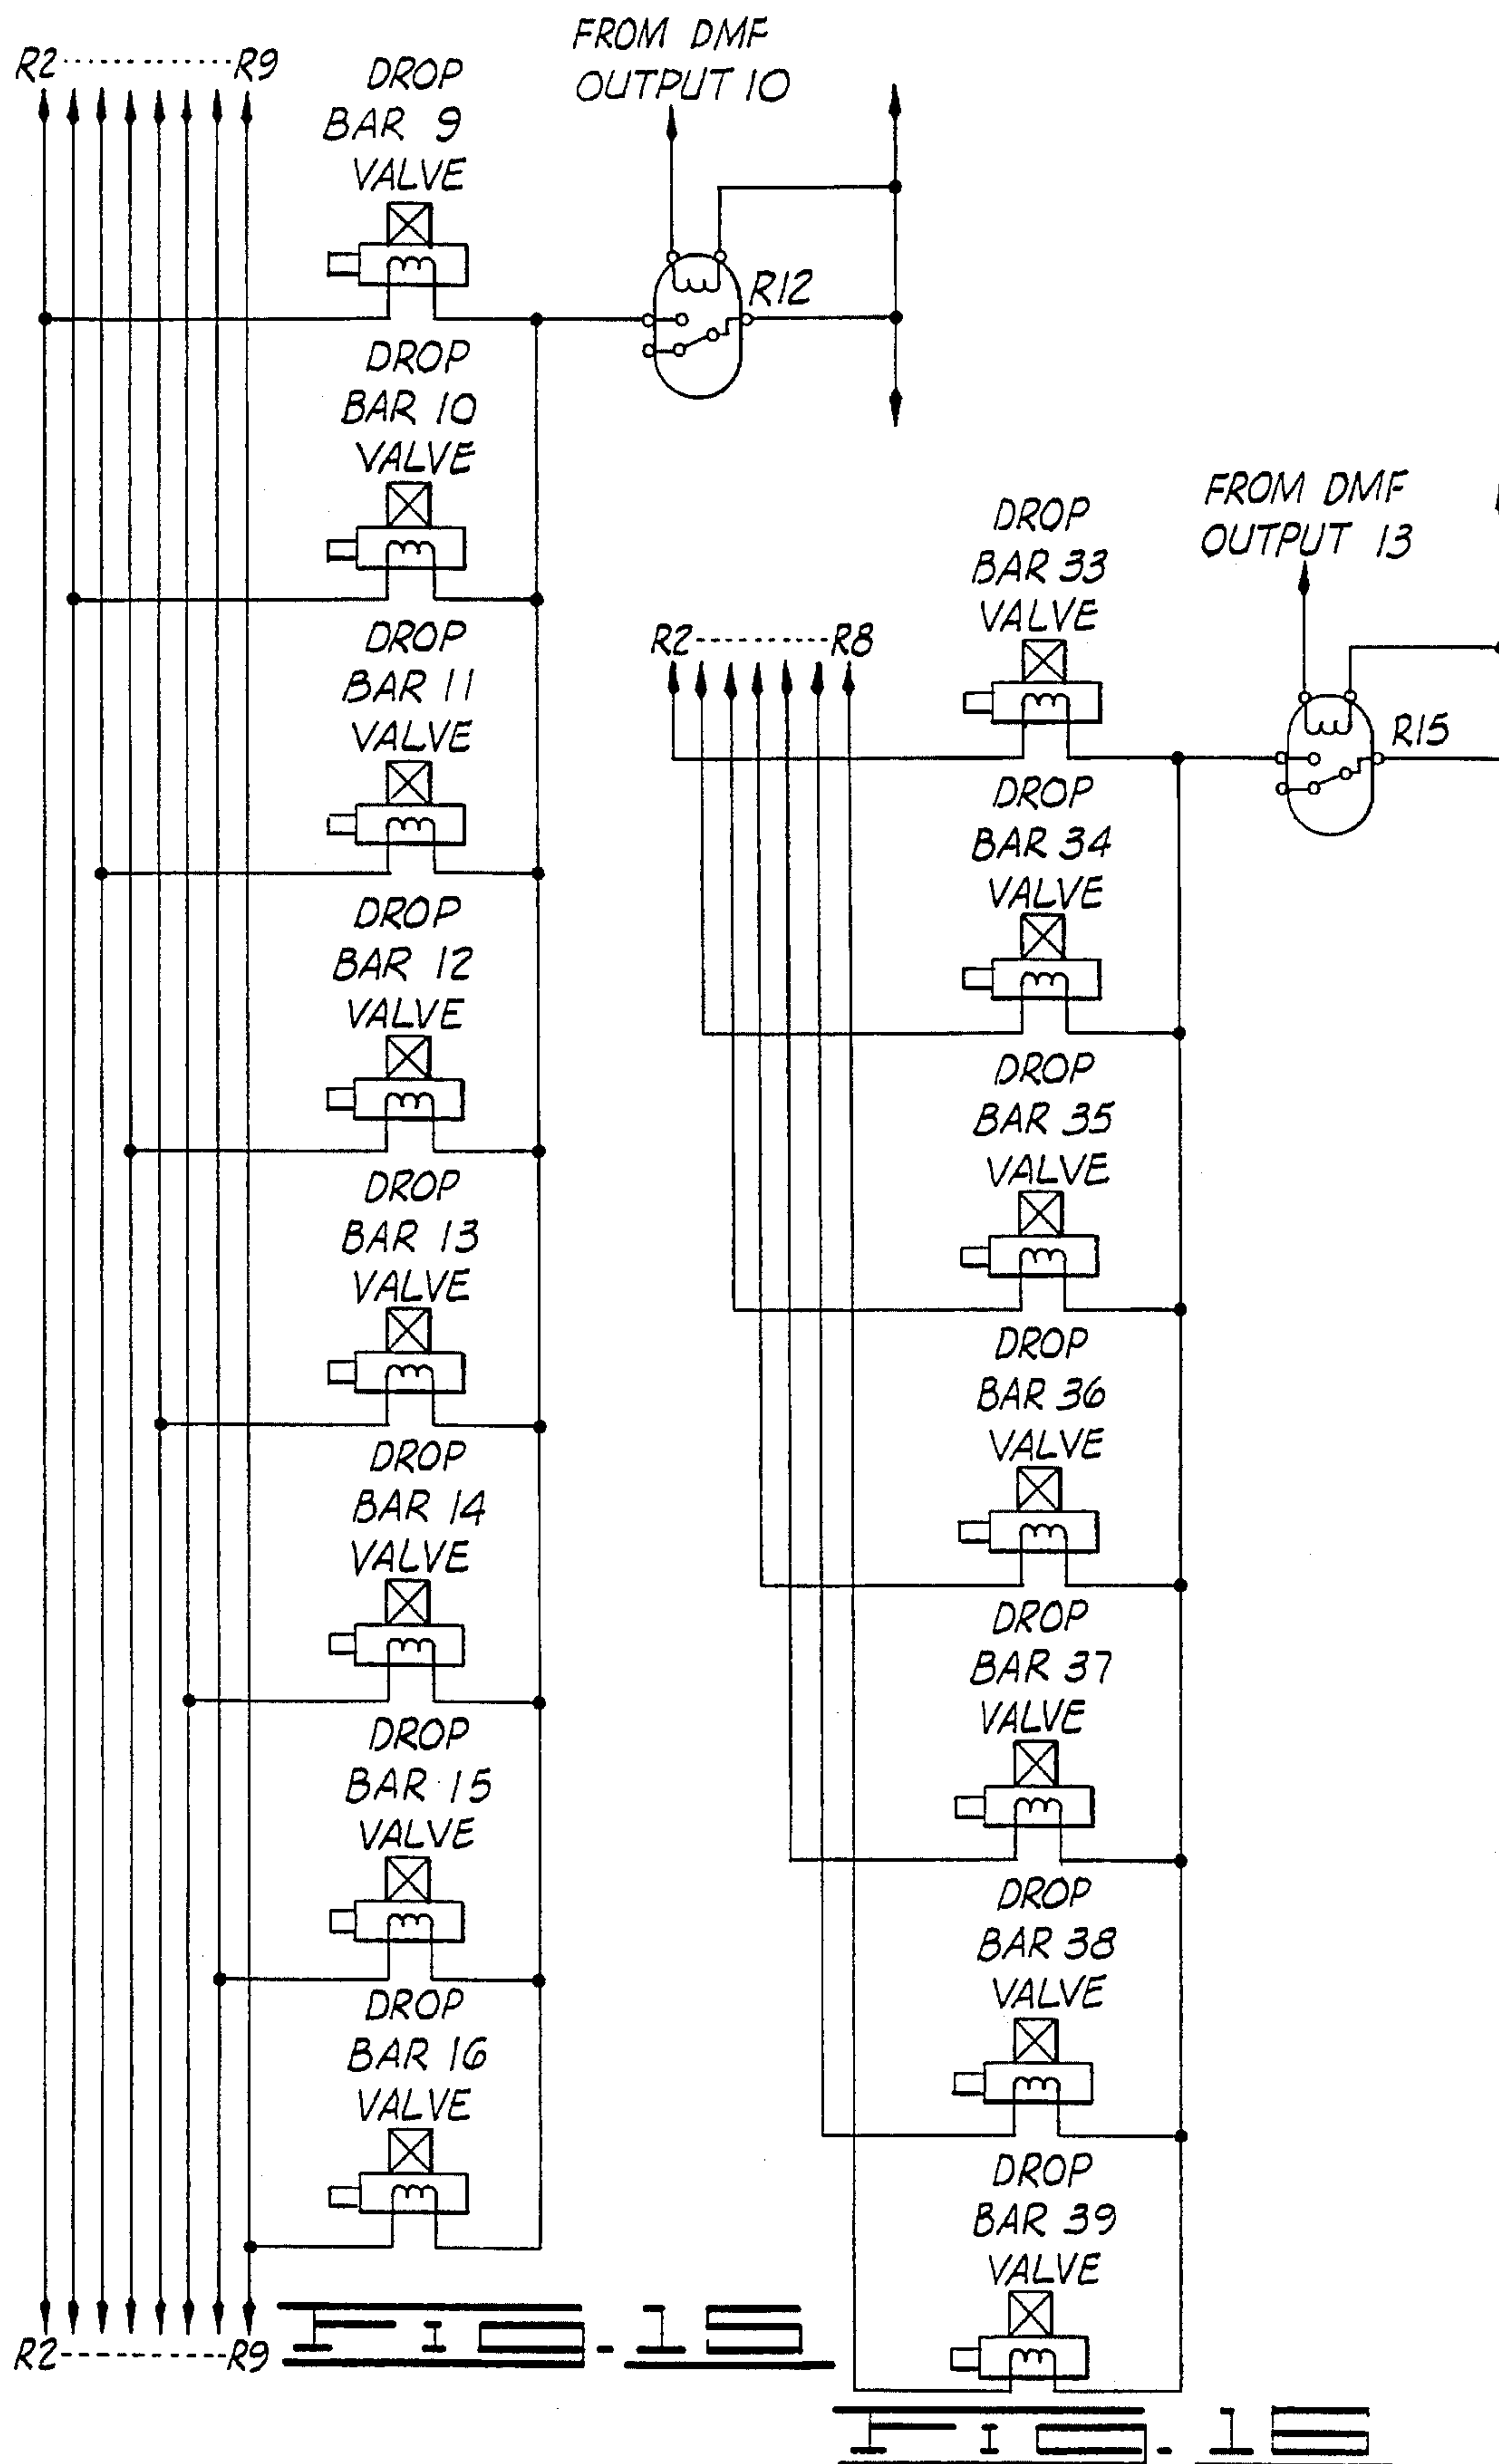 R2 ............ R9
DROP
BAR 9
VALVE
FROM DMF
OUTPUT 10
R12
DROP
BAR 10
VALVE
DROP
BAR 11
VALVE
DROP
BAR 12
VALVE
DROP
BAR 13
VALVE
DROP
BAR 14
VALVE
DROP
BAR 15
VALVE
DROP
BAR 16
VALVE
R2 ------------ R9
R2 --------- R8
DROP
BAR 33
VALVE
FROM DMF
OUTPUT 13
R15
DROP
BAR 34
VALVE
DROP
BAR 35
VALVE
DROP
BAR 36
VALVE
DROP
BAR 37
VALVE
DROP
BAR 38
VALVE
DROP
BAR 39
VALVE